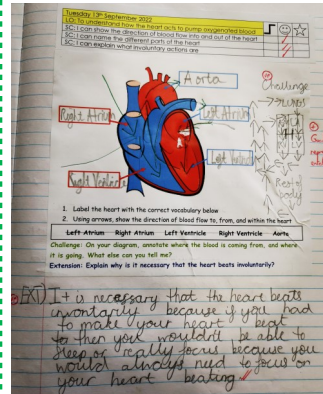 Tuesday 13th September 2022
LO: To understand how the heart acts to pump oxygenated blood
SC: I can show the direction of blood flow into and out of the heart
SC: I can name the different parts of the heart
SC: I can explain what involuntary actions are
Aorta
Challenge
Right Atrium
Left Atrium
Left Ventricle
Right Ventricle
1. Label the heart with the correct vocabulary below
2. Using arrows, show the direction of blood flow to, from, and within the heart
Left Atrium Right Atrium Left Ventricle Right Ventricle Aorta
Challenge: On your diagram, annotate where the blood is coming from, and where
it is going. What else can you tell me?
Extension: Explain why is it necessary that the heart beats involuntarily?
EXT) It is necessary that the heart beats
because if you had
to make your heart beat
then you wouldn't be able to
sleep or really focus because you
would always need to focus on
your heart beating.